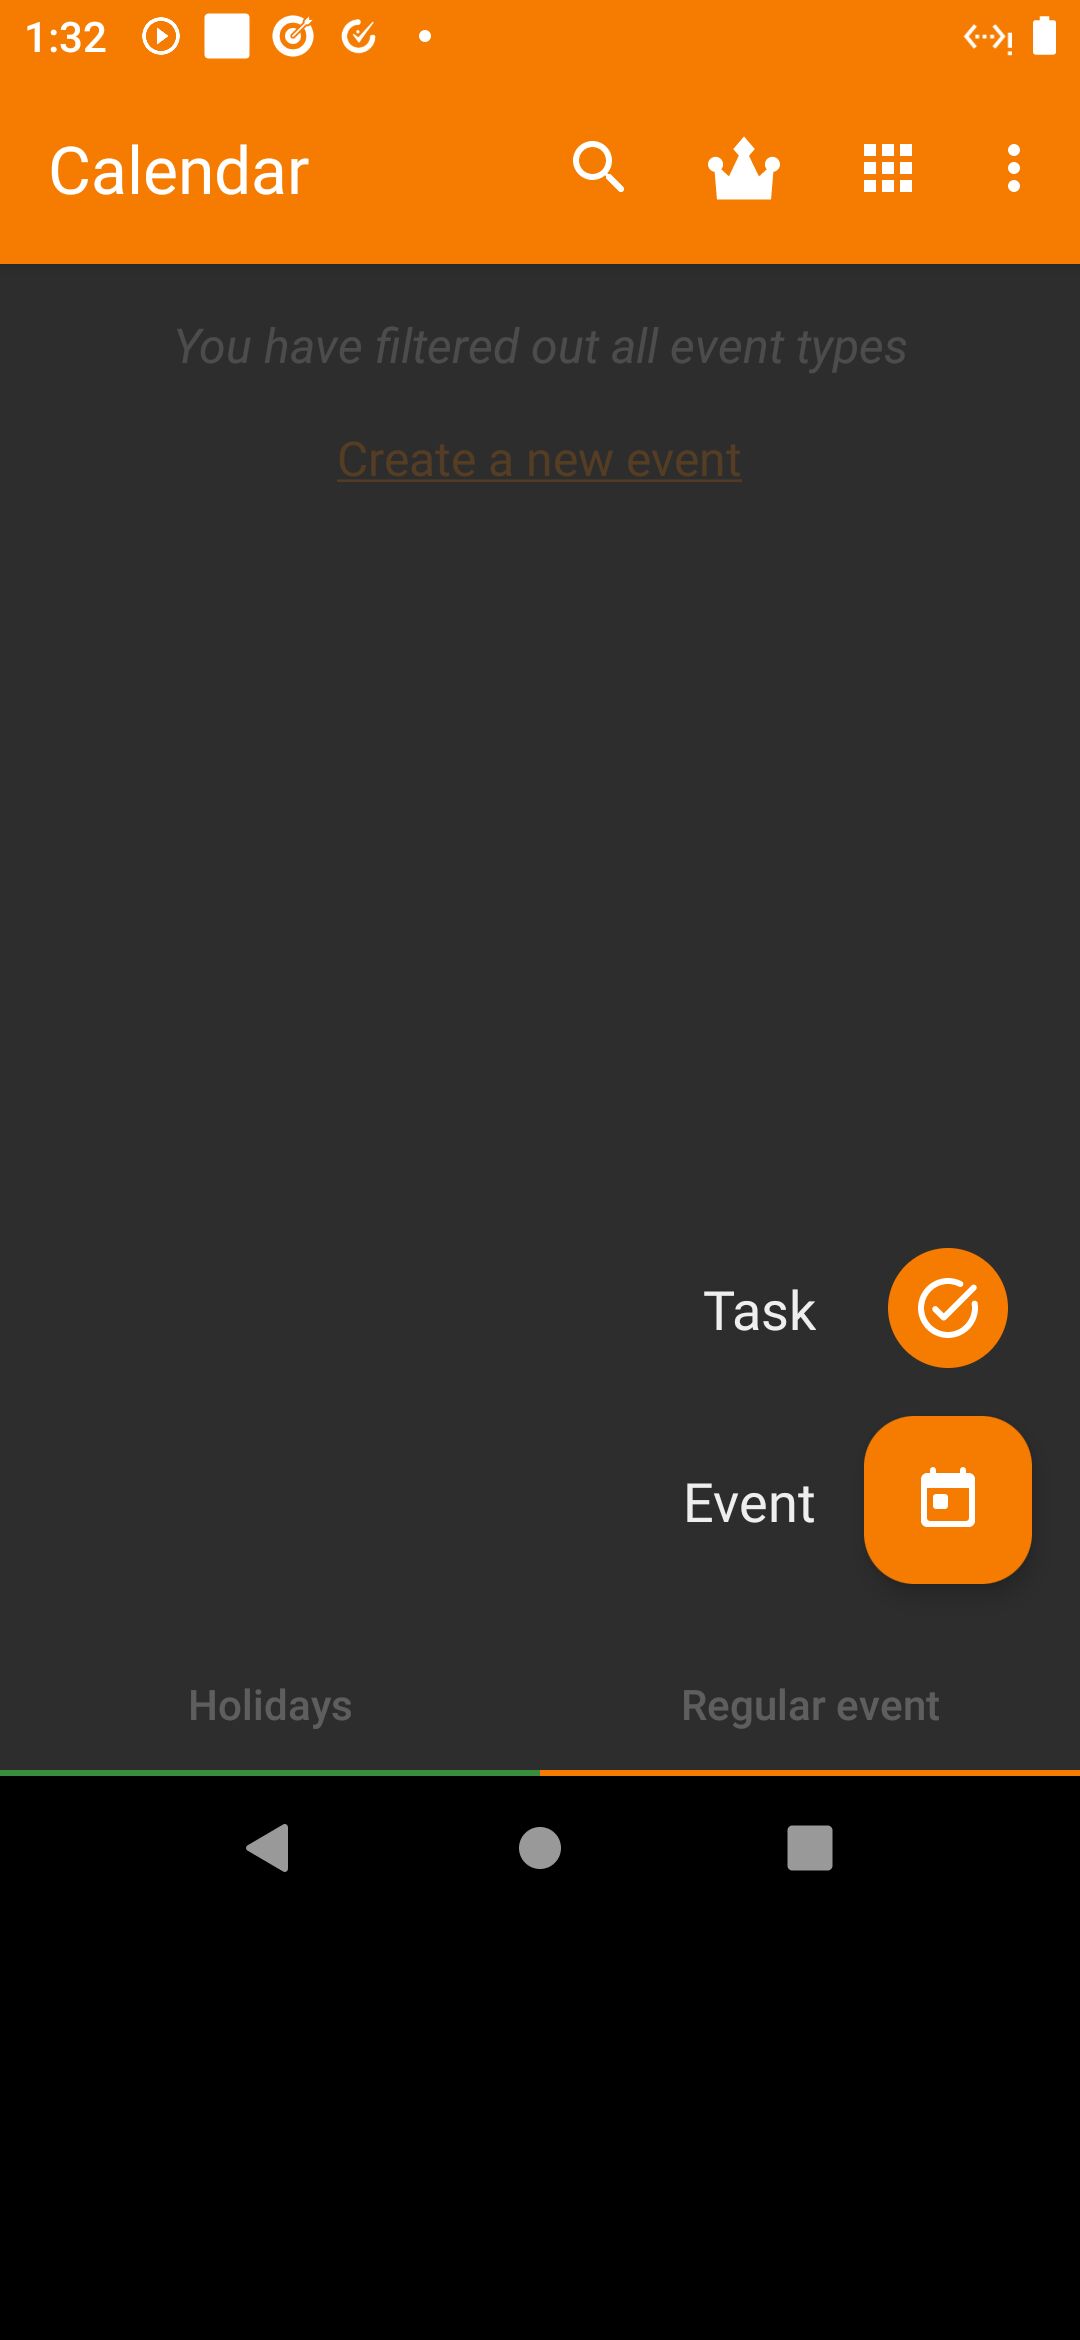 1:32
Calendar
You have filtered out all event types
Create a new event
Task
Event
Holidays
Regular event